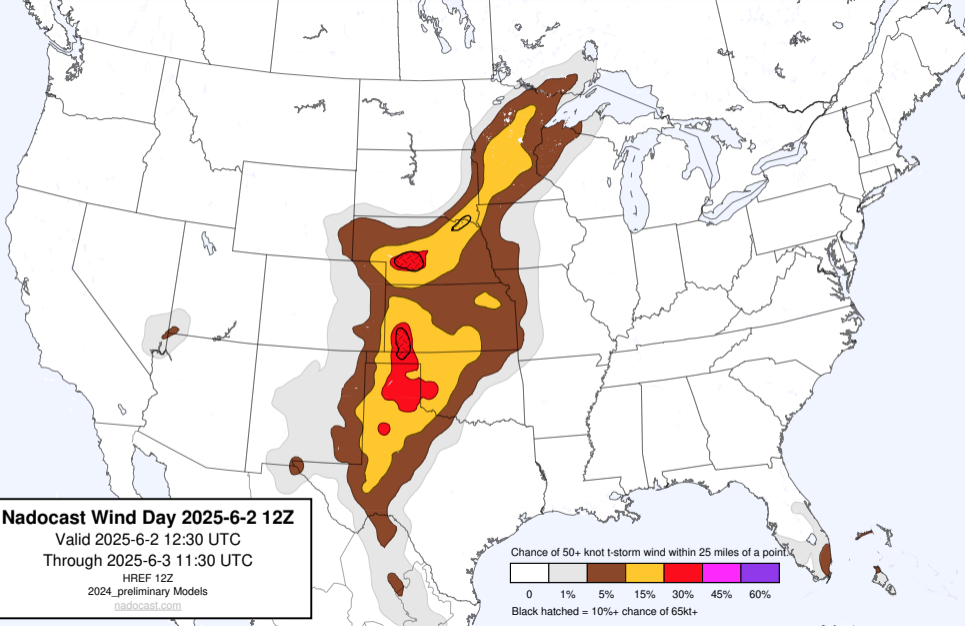 Nadocast Wind Day 2025-6-2 12Z
Valid 2025-6-2 12:30 UTC
Through 2025-6-3 11:30 UTC
HREF 12Z
2024_preliminary Models
nadocast.com
Chance of 50+ knot t-storm wind within 25 miles of a point.
0 1% 5% 15% 30% 45% 60%
Black hatched = 10%+ chance of 65kt+